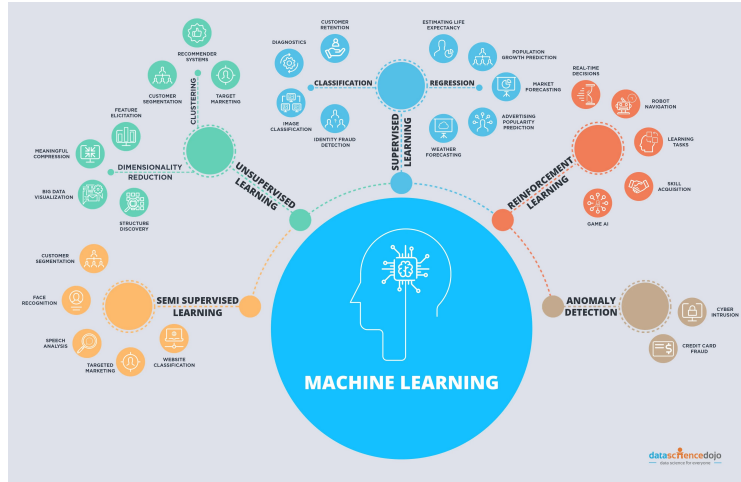 RECOMMENDER
SYSTEMS
CUSTOMER
SEGMENTATION
TARGET
MARKETING
CLUSTERING
FEATURE
ELICITATION
MEANINGFUL
COMPRESSION
DIMENSIONALITY
REDUCTION
BIG DATA
VISUALIZATION
STRUCTURE
DISCOVERY
UNSUPERVISED
LEARNING
CUSTOMER
RETENTION
DIAGNOSTICS
CLASSIFICATION
IMAGE
CLASSIFICATION
IDENTITY FRAUD
DETECTION
ESTIMATING LIFE
EXPECTANCY
POPULATION
GROWTH PREDICTION
REGRESSION
MARKET
FORECASTING
ADVERTISING
POPULARITY
PREDICTION
WEATHER
FORECASTING
SUPERVISED
LEARNING
REAL-TIME
DECISIONS
ROBOT
NAVIGATION
LEARNING
TASKS
SKILL
ACQUISITION
GAME AI
REINFORCEMENT
LEARNING
CUSTOMER
SEGMENTATION
FACE
RECOGNITION
SEMI SUPERVISED
LEARNING
SPEECH
ANALYSIS
TARGETED
MARKETING
WEBSITE
CLASSIFICATION
ANOMALY
DETECTION
CYBER
INTRUSION
CREDIT CARD
FRAUD
MACHINE LEARNING
datasciencedojo
data science for everyone